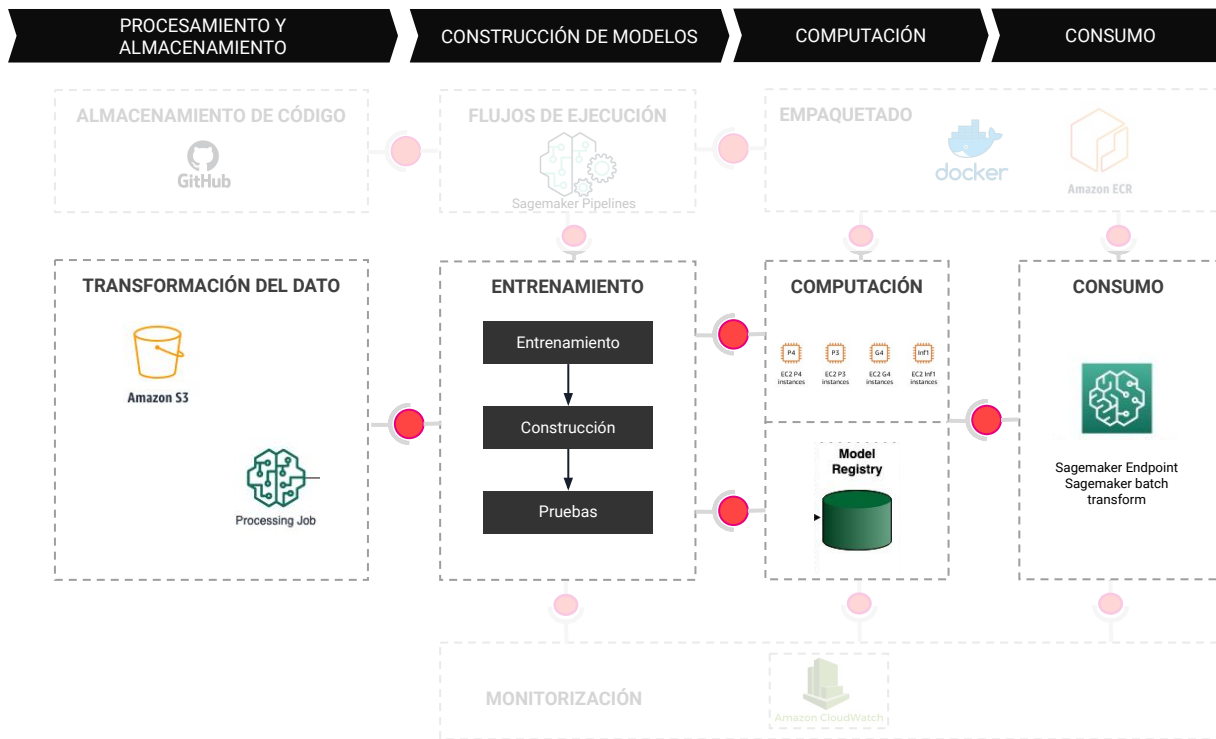 PROCESAMIENTO Y
ALMACENAMIENTO
CONSTRUCCIÓN DE MODELOS
COMPUTACIÓN
CONSUMO
ALMACENAMIENTO DE CÓDIGO
GitHub
FLUJOS DE EJECUCIÓN
Sagemaker Pipelines
EMPAQUETADO
docker
Amazon ECR
TRANSFORMACIÓN DEL DATO
Amazon S3
Processing Job
ENTRENAMIENTO
Entrenamiento
Construcción
Pruebas
COMPUTACIÓN
P4
P3
G4
Inf1
EC2 P4
instances
EC2 P3
instances
EC2 G4
instances
EC2 Inf1
instances
Model
Registry
CONSUMO
Sagemaker Endpoint
Sagemaker batch
transform
MONITORIZACIÓN
Amazon CloudWatch